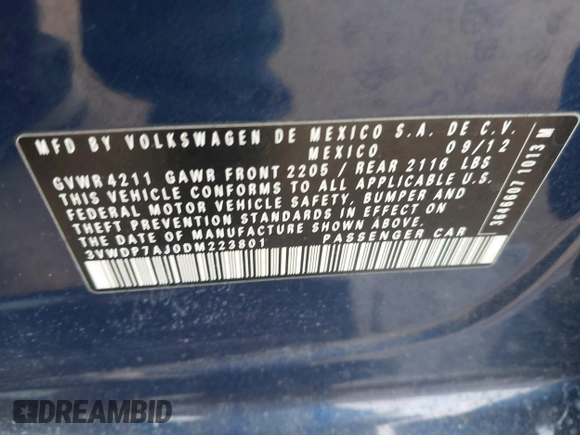 MFD BY VOLKSWAGEN DE MEXICO S.A. DE C.V.
MEXICO 09/12
GVWR 4211 GAWR FRONT 2205 / REAR 2116 LBS
THIS VEHICLE CONFORMS TO ALL APPLICABLE U.S.
FEDERAL MOTOR VEHICLE SAFETY, BUMPER, AND
THEFT PREVENTION STANDARDS IN EFFECT ON
THE DATE OF MANUFACTURE SHOWN ABOVE.
3VWDP7AJ0DM223801 PASSENGER CAR
DREAMBID